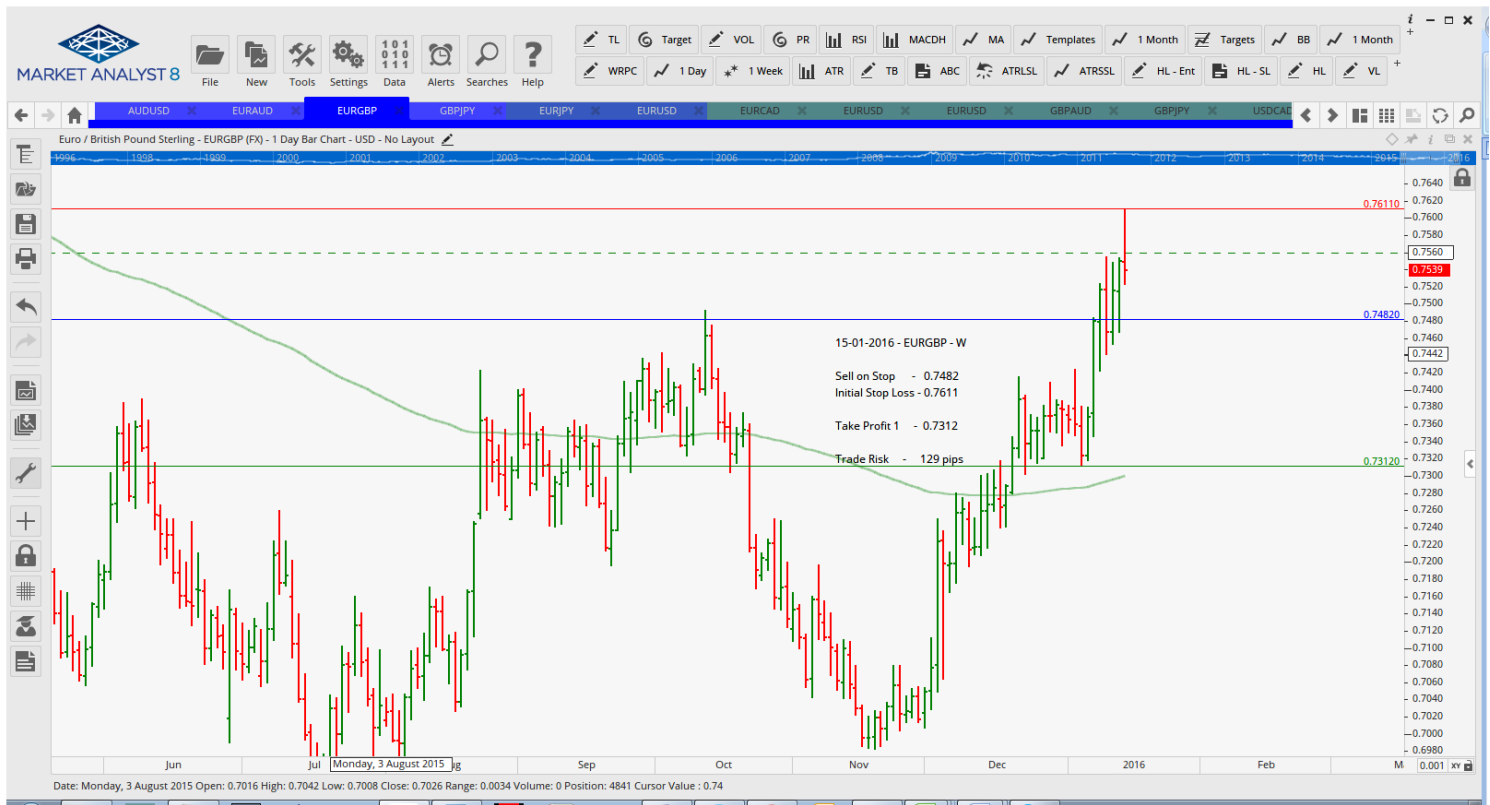 TL Target VOL PR RSI MACDH MA Templates 1 Month Targets BB 1 Month
MARKET ANALYST 8
File New Tools Settings Data Alerts Searches Help
WRPC 1 Day 1 Week ATR TB ABC ATRLSL ATRSSL HL - Ent HL - SL HL VL
AUDUSD EURAUD EURGBP GBPJPY EURJPY EURUSD EURCAD EURUSD EURUSD GBPAUD GBPJPY USDCAD
Euro / British Pound Sterling - EURGBP (FX) - 1 Day Bar Chart - USD - No Layout
1996 1998 1999 2000 2001 2002 2003 2004 2005 2006 2007 2008 2009 2010 2011 2012 2013 2014 2015 2016
0.7640
0.7620
0.76110
0.7600
0.7580
0.7560
0.7539
0.7520
0.7500
0.74820
0.7480
0.7460
0.7442
0.7420
0.7400
0.7380
0.7360
0.7340
0.7320
0.73120
0.7300
0.7280
0.7260
0.7240
0.7220
0.7200
0.7180
0.7160
0.7140
0.7120
0.7100
0.7080
0.7060
0.7040
0.7020
0.7000
0.6980
15-01-2016 - EURGBP - W
Sell on Stop - 0.7482
Initial Stop Loss - 0.7611
Take Profit 1 - 0.7312
Trade Risk - 129 pips
Jun Jul Monday, 3 August 2015 Sep Oct Nov Dec 2016 Feb 0.001 XY
Date: Monday, 3 August 2015 Open: 0.7016 High: 0.7042 Low: 0.7008 Close: 0.7026 Range: 0.0034 Volume: 0 Position: 4841 Cursor Value : 0.74